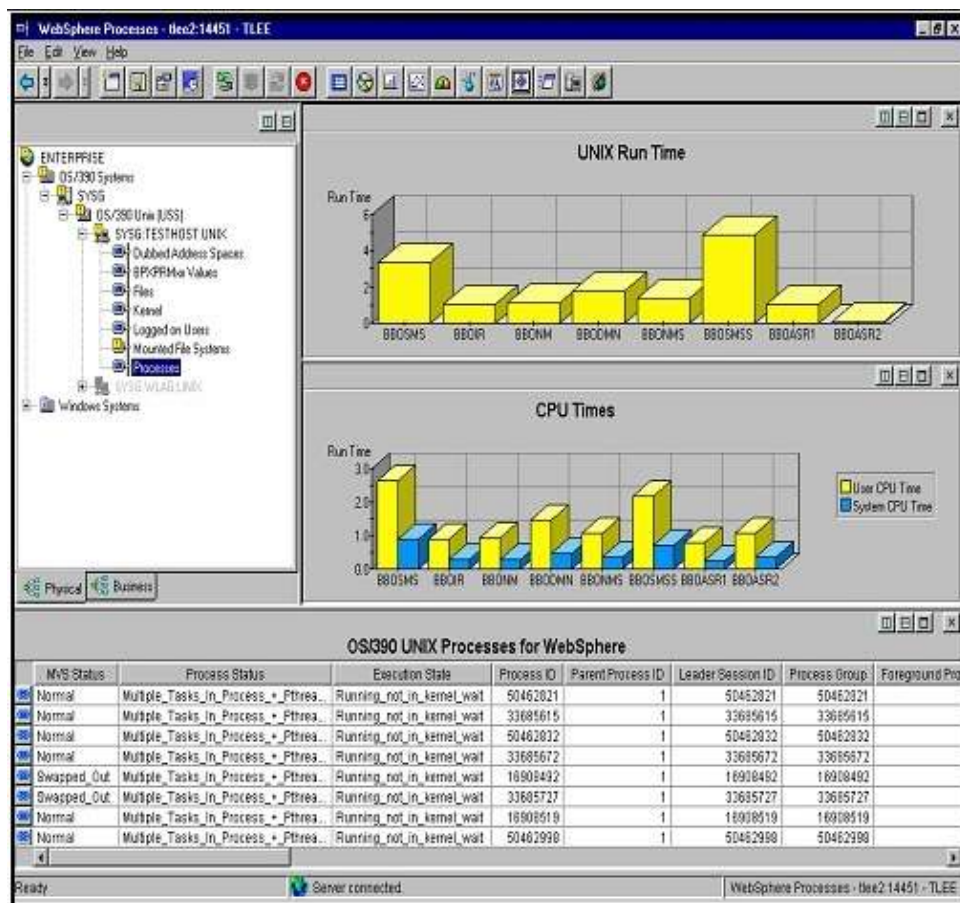 WebSphere Processes - tlee2:14451 - TLEE
File Edit View Help
ENTERPRISE
OS/390 Systems
SYSG
OS/390 Unix (USS)
SYSG:TESTHOST UNIX
Dubbed Address Spaces
BPXPRMxx Values
Files
Kernel
Logged on Users
Mounted File Systems
Processes
SYSG:WLAB UNIX
Windows Systems
Physical Business
UNIX Run Time
Run Time
6
4
2
0
BBOSMS BBOIR BBONM BBODMN BBONMS BBOSMSS BBOASR1 BBOASR2
CPU Times
Run Time
3.0
2.0
1.0
0.0
BBOSMS BBOIR BBONM BBODMN BBONMS BBOSMSS BBOASR1 BBOASR2
User CPU Time
System CPU Time
OS/390 UNIX Processes for WebSphere
MVS Status Process Status Execution State Process ID Parent Process ID Leader Session ID Process Group Foreground Pro
Normal Multiple_Tasks_In_Process_+_Pthrea... Running_not_in_kernel_wait 50462821 1 50462821 50462821
Normal Multiple_Tasks_In_Process_+_Pthrea... Running_not_in_kernel_wait 33685615 1 33685615 33685615
Normal Multiple_Tasks_In_Process_+_Pthrea... Running_not_in_kernel_wait 50462832 1 50462832 50462832
Normal Multiple_Tasks_In_Process_+_Pthrea... Running_not_in_kernel_wait 33685672 1 33685672 33685672
Swapped_Out Multiple_Tasks_In_Process_+_Pthrea... Running_not_in_kernel_wait 16908492 1 16908492 16908492
Swapped_Out Multiple_Tasks_In_Process_+_Pthrea... Running_not_in_kernel_wait 33685727 1 33685727 33685727
Normal Multiple_Tasks_In_Process_+_Pthrea... Running_not_in_kernel_wait 16908519 1 16908519 16908519
Normal Multiple_Tasks_In_Process_+_Pthrea... Running_not_in_kernel_wait 50462998 1 50462998 50462998
Ready Server connected. WebSphere Processes - tlee2:14451 - TLEE